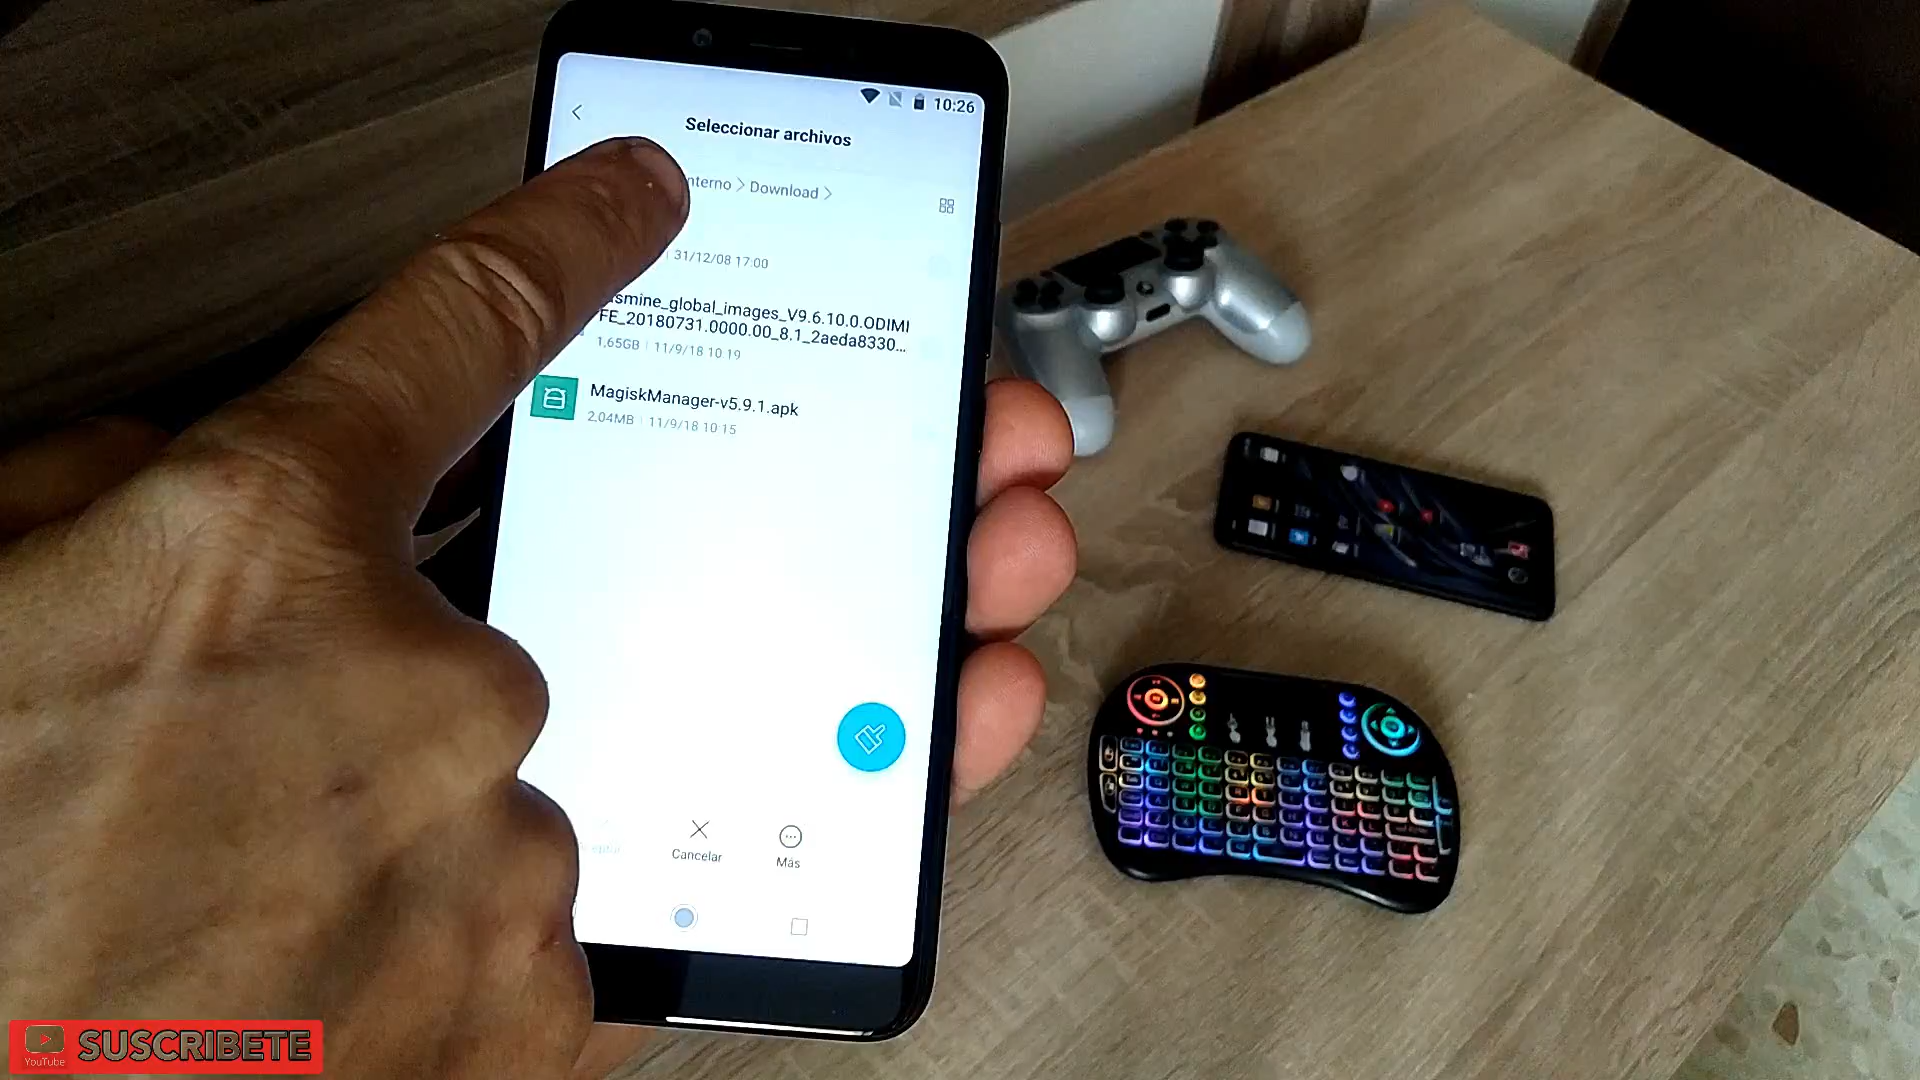 10:26
Seleccionar archivos
nterno > Download >
31/12/08 17:00
smine_global_images_V9.6.10.0.ODIMI
FE_20180731.0000.00_8.1_2aeda8330...
1,65GB | 11/9/18 10:19
MagiskManager-v5.9.1.apk
2,04MB | 11/9/18 10:15
Cancelar
Más
SUSCRIBETE
YouTube